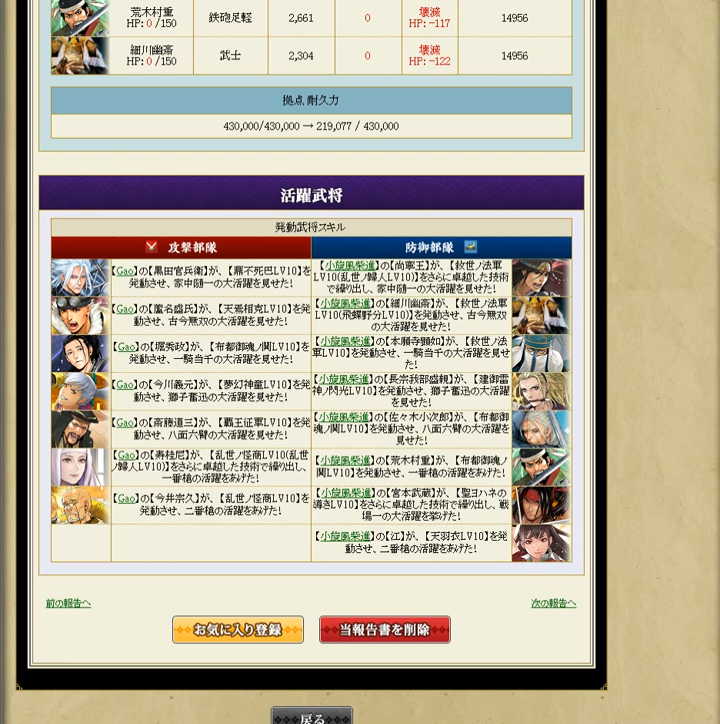 荒木村重
HP: 0 /150
鉄砲足軽
2,661
0
壊滅
HP: -117
14956
細川幽斎
HP: 0 /150
武士
2,304
0
壊滅
HP: -122
14956
拠点 耐久力
430,000/430,000 → 219,077 / 430,000
活躍武将
発動武将スキル
攻撃部隊
防御部隊
【Gao】の【黒田官兵衛】が、【鼎不死巴LV10】を
発動させ、家中随一の大活躍を見せた!
【小旋風柴進】の【尚寧王】が、【救世ノ法軍
LV10(乱世ノ婦人LV10)】をさらに卓越した技術
で繰り出し、家中随一の大活躍を見せた!
【Gao】の【蘆名盛氏】が、【天焉相克LV10】を発
動させ、古今無双の大活躍を見せた!
【小旋風柴進】の【細川幽斎】が、【救世ノ法軍
LV10(飛蝶野分LV10)】を発動させ、古今無双
の大活躍を見せた!
【Gao】の【堀秀政】が、【布都御魂ノ関LV10】を
発動させ、一騎当千の大活躍を見せた!
【小旋風柴進】の【本願寺顕如】が、【救世ノ法
軍LV10】を発動させ、一騎当千の大活躍を見せ
た!
【Gao】の【今川義元】が、【夢幻神童LV10】を発
動させ、獅子奮迅の大活躍を見せた!
【小旋風柴進】の【長宗我部盛親】が、【建御雷
神ノ閃光LV10】を発動させ、獅子奮迅の大活躍
を見せた!
【Gao】の【斎藤道三】が、【覇王征軍LV10】を発
動させ、八面六臂の大活躍を見せた!
【小旋風柴進】の【佐々木小次郎】が、【布都御
魂ノ関LV10】を発動させ、八面六臂の大活躍を
見せた!
【Gao】の【寿桂尼】が、【乱世ノ怪商LV10(乱世
ノ婦人LV10)】をさらに卓越した技術で繰り出し、
一番槍の活躍をあげた!
【小旋風柴進】の【荒木村重】が、【布都御魂ノ
関LV10】を発動させ、一番槍の活躍をあげた!
【Gao】の【今井宗久】が、【乱世ノ怪商LV10】を
発動させ、二番槍の活躍をあげた!
【小旋風柴進】の【宮本武蔵】が、【聖ヨハネの
導きLV10】をさらに卓越した技術で繰り出し、戦
場一の大活躍を挙げた!
【小旋風柴進】の【江】が、【天羽衣LV10】を発
動させ、二番槍の活躍をあげた!
前の報告へ
次の報告へ
お気に入り登録
当報告書を削除
戻る